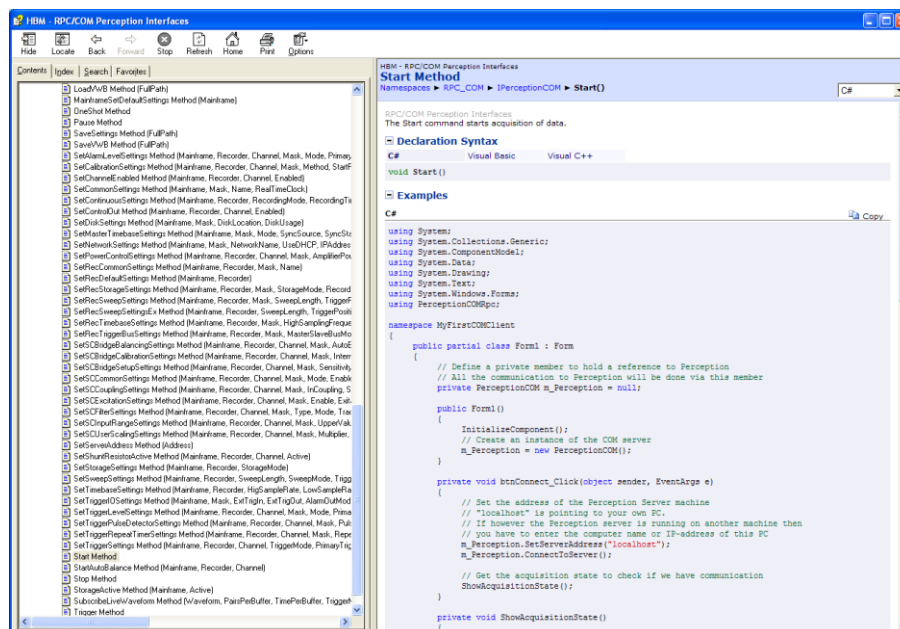 HBM - RPC/COM Perception Interfaces
Hide Locate Back Forward Stop Refresh Home Print Options
Contents Index Search Favorites
LoadVWB Method (FullPath)
MainframeSetDefaultSettings Method (Mainframe)
OneShot Method
Pause Method
SaveSettings Method (FullPath)
SaveVWB Method (FullPath)
SetAlarmLevelSettings Method (Mainframe, Recorder, Channel, Mask, Mode, Primary
SetCalibrationSettings Method (Mainframe, Recorder, Channel, Mask, Method, StartF
SetChannelEnabled Method (Mainframe, Recorder, Channel, Enabled)
SetCommonSettings Method (Mainframe, Mask, Name, RealTimeClock)
SetContinuousSettings Method (Mainframe, Recorder, RecordingMode, RecordingTi
SetControlOut Method (Mainframe, Recorder, Channel, Enabled)
SetDiskSettings Method (Mainframe, Mask, DiskLocation, DiskUsage)
SetMasterTimebaseSettings Method (Mainframe, Mask, Mode, SyncSource, SyncSta
SetNetworkSettings Method (Mainframe, Mask, NetworkName, UseDHCP, IPAddres
SetPowerControlSettings Method (Mainframe, Recorder, Channel, Mask, AmplifierPou
SetRecCommonSettings Method (Mainframe, Recorder, Mask, Name)
SetRecDefaultSettings Method (Mainframe, Recorder)
SetRecStorageSettings Method (Mainframe, Recorder, Mask, StorageMode, Record
SetRecSweepSettings Method (Mainframe, Recorder, Mask, SweepLength, TriggerF
SetRecSweepSettingsEx Method (Mainframe, Recorder, SweepLength, TriggerPositi
SetRecTimebaseSettings Method (Mainframe, Recorder, Mask, HighSamplingFreque
SetRecTriggerBusSettings Method (Mainframe, Recorder, Mask, MasterSlaveBusMo
SetSCBridgeBalancingSettings Method (Mainframe, Recorder, Channel, Mask, AutoE
SetSCBridgeCalibrationSettings Method (Mainframe, Recorder, Channel, Mask, Inter
SetSCBridgeSetupSettings Method (Mainframe, Recorder, Channel, Mask, Sensitivity
SetSCCommonSettings Method (Mainframe, Recorder, Channel, Mask, Mode, Enable
SetSCCouplingSettings Method (Mainframe, Recorder, Channel, Mask, InCoupling, S
SetSCExcitationSettings Method (Mainframe, Recorder, Channel, Mask, Enable, Exit
SetSCFilterSettings Method (Mainframe, Recorder, Channel, Mask, Type, Mode, Trac
SetSCInputRangeSettings Method (Mainframe, Recorder, Channel, Mask, UpperValu
SetSCUserScalingSettings Method (Mainframe, Recorder, Channel, Mask, Multiplier,
SetServerAddress Method (Address)
SetShuntResistorActive Method (Mainframe, Recorder, Channel, Active)
SetStorageSettings Method (Mainframe, Recorder, StorageMode)
SetSweepSettings Method (Mainframe, Recorder, SweepLength, SweepMode, Trigg
SetTimebaseSettings Method (Mainframe, Recorder, HigSampleRate, LowSampleRa
SetTriggerIOSettings Method (Mainframe, Mask, ExtTrigIn, ExtTrigOut, AlarmOutMod
SetTriggerLevelSettings Method (Mainframe, Recorder, Channel, Mask, Mode, Prima
SetTriggerPulseDetectorSettings Method (Mainframe, Recorder, Channel, Mask, Puls
SetTriggerRepeatTimerSettings Method (Mainframe, Recorder, Channel, Mask, Repe
SetTriggerSettings Method (Mainframe, Recorder, Channel, TriggerMode, PrimaryTrig
Start Method
StartAutoBalance Method (Mainframe, Recorder, Channel)
Stop Method
StorageActive Method (Mainframe, Active)
SubscribeLiveWaveform Method (Waveform, PairsPerBuffer, TimePerBuffer, TriggerM
Trigger Method
HBM - RPC/COM Perception Interfaces
Start Method
Namespaces ► RPC_COM ► IPerceptionCOM ► Start()
C#
RPC/COM Perception Interfaces
The Start command starts acquisition of data.
Declaration Syntax
C# Visual Basic Visual C++
void Start()
Examples
C# Copy
using System;
using System.Collections.Generic;
using System.ComponentModel;
using System.Data;
using System.Drawing;
using System.Text;
using System.Windows.Forms;
using PerceptionCOMRpc;
namespace MyFirstCOMClient
{
public partial class Form1 : Form
{
// Define a private member to hold a reference to Perception
// All the communication to Perception will be done via this member
private PerceptionCOM m_Perception = null;
public Form1()
{
InitializeComponent();
// Create an instance of the COM server
m_Perception = new PerceptionCOM();
}
private void btnConnect_Click(object sender, EventArgs e)
{
// Set the address of the Perception Server machine
// "localhost" is pointing to your own PC.
// If however the Perception server is running on another machine then
// you have to enter the computer name or IP-address of this PC
m_Perception.SetServerAddress("localhost");
m_Perception.ConnectToServer();
// Get the acquisition state to check if we have communication
ShowAcquisitionState();
}
private void ShowAcquisitionState()